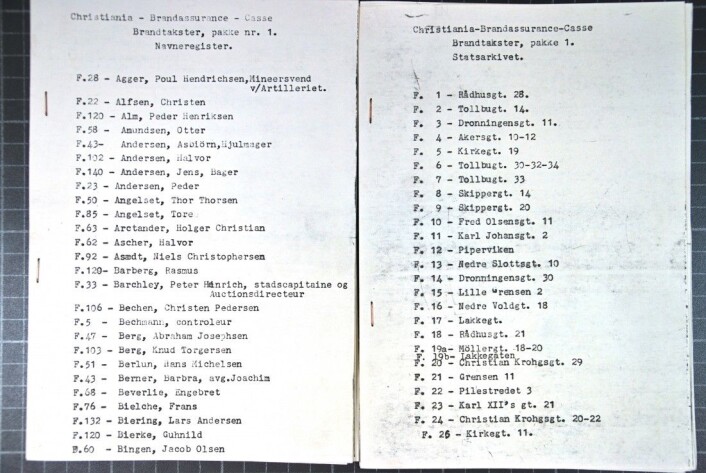 Christiania - Brandassurance - Casse
Brandtakster, pakke nr. 1.
Navneregister.
F.28 - Agger, Poul Hendrichsen,Mineersvend
v/Artilleriet.
F.22 - Alfsen, Christen
F.120 - Alm, Peder Henriksen
F.58 - Amundzen, Otter
F.43- Andersen, Asbiörn,Hjulmager
F.102 - Andersen, Halvor
F.140 - Andersen, Jens, Bager
F.23 - Andersen, Peder
F.50 - Angelset, Thor Thorsen
F.85 - Angelset, Tore
F.63 - Arctander, Holger Christian
F.62 - Ascher, Halvor
F.92 - Asmdt, Niels Christophersen
F.120- Barberg, Rasmus
F.33 - Barchley, Peter Hinrich, stadscapitaine og
Auctionsdirecteur
F.106 - Bechen, Christen Pedersen
F.5 - Bechmann, controleur
F.47 - Berg, Abraham Josephsen
F.103 - Berg, Knud Torgersen
F.51 - Berlun, Hans Michelsen
F.43 - Berner, Barbra, avg.Joachim
F.68 - Beverlie, Engebret
F.76 - Bielche, Frans
F.132 - Biering, Lars Andersen
F.120 - Bierke, Guhnild
F.60 - Bingen, Jacob Olsen
Christiania-Brandassurance-Casse
Brandtakster, pakke 1.
Statsarkivet.
F. 1 - Rådhusgt. 28.
F. 2 - Tollbugt. 14.
F. 3 - Dronningensgt. 11.
F. 4 - Akersgt. 10-12
F. 5 - Kirkegt. 19
F. 6 - Tollbugt. 30-32-34
F. 7 - Tollbugt. 33
F. 8 - Skippergt. 14
F. 9 - Skippergt. 20
F. 10 - Fred Olsensgt. 11
F. 11 - Karl Johansgt. 2
F. 12 - Piperviken
F. 13 - Nedre Slottsgt. 10
F. 14 - Dronningensgt. 30
F. 15 - Lille Grensen 2
F. 16 - Nedre Voldgt. 18
F. 17 - Lakkegt.
F. 18 - Rådhusgt. 21
F. 19a- Möllergt. 18-20
F. 19b- Lakkegaten
F. 20 - Christian Krohgsgt. 29
F. 21 - Grensen 11
F. 22 - Pilestredet 3
F. 23 - Karl XII's gt. 21
F. 24 - Christian Krohgsgt. 20-22
F. 26 - Kirkegt. 11.